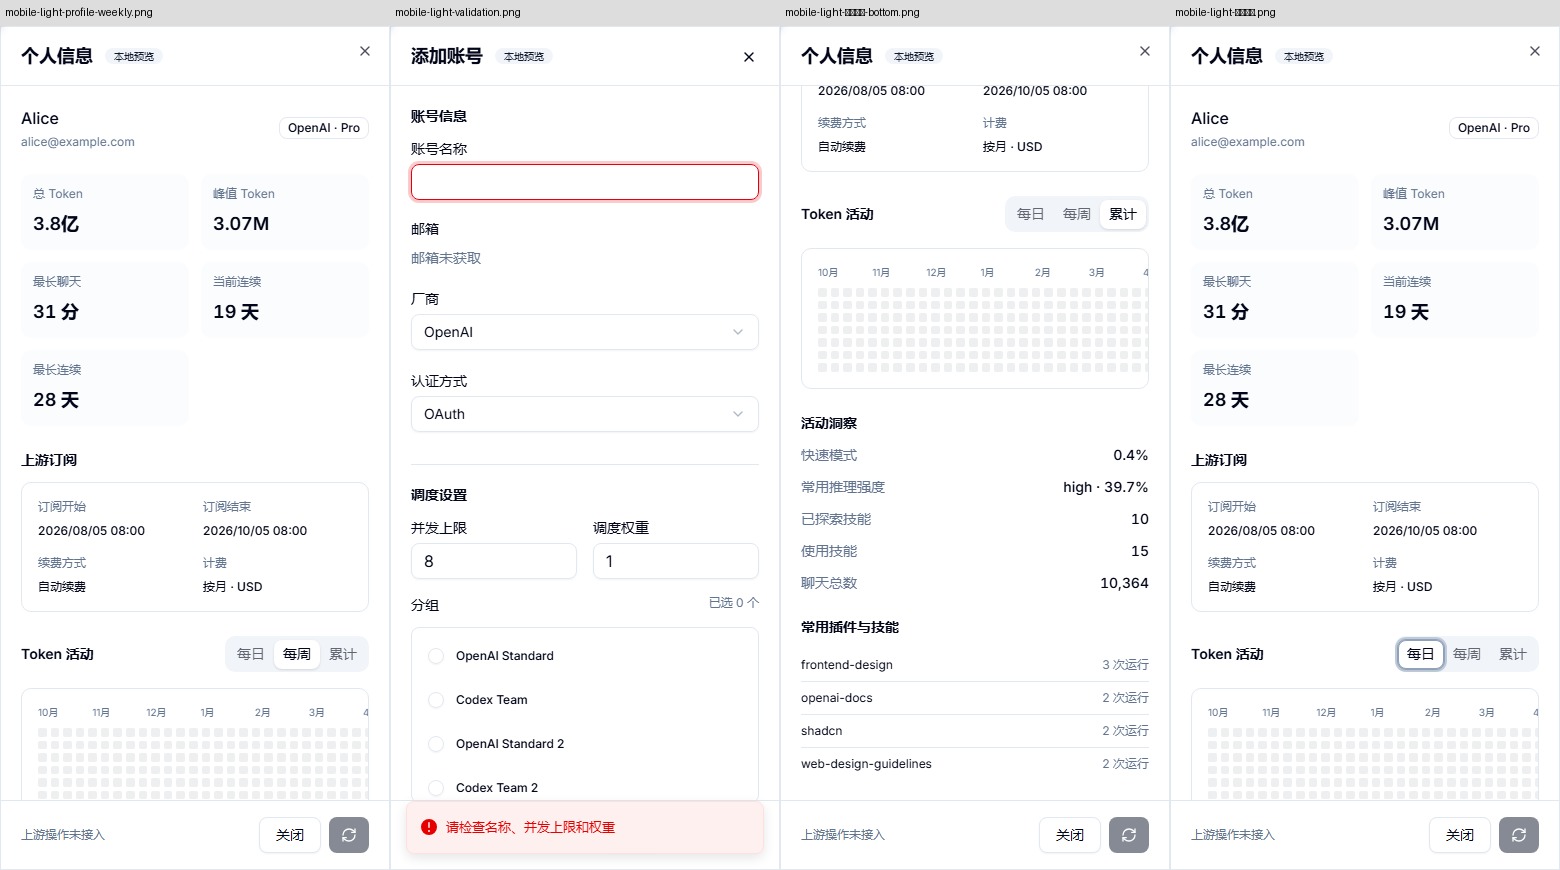 mobile-light-profile-weekly.png
个人信息 本地预览
Alice
alice@example.com
OpenAI · Pro
总 Token
3.8亿
峰值 Token
3.07M
最长聊天
31 分
当前连续
19 天
最长连续
28 天
上游订阅
订阅开始
2026/08/05 08:00
订阅结束
2026/10/05 08:00
续费方式
自动续费
计费
按月 · USD
Token 活动
每日 每周 累计
10月 11月 12月 1月 2月 3月 4
上游操作未接入
关闭
mobile-light-validation.png
添加账号 本地预览
账号信息
账号名称
邮箱
邮箱未获取
厂商
OpenAI
认证方式
OAuth
调度设置
并发上限
8
调度权重
1
分组
已选 0 个
OpenAI Standard
Codex Team
OpenAI Standard 2
Codex Team 2
请检查名称、并发上限和权重
mobile-light--bottom.png
个人信息 本地预览
2026/08/05 08:00
2026/10/05 08:00
续费方式
自动续费
计费
按月 · USD
Token 活动
每日 每周 累计
10月 11月 12月 1月 2月 3月 4
活动洞察
快速模式 0.4%
常用推理强度 high · 39.7%
已探索技能 10
使用技能 15
聊天总数 10,364
常用插件与技能
frontend-design 3 次运行
openai-docs 2 次运行
shadcn 2 次运行
web-design-guidelines 2 次运行
上游操作未接入
关闭
mobile-light-.png
个人信息 本地预览
Alice
alice@example.com
OpenAI · Pro
总 Token
3.8亿
峰值 Token
3.07M
最长聊天
31 分
当前连续
19 天
最长连续
28 天
上游订阅
订阅开始
2026/08/05 08:00
订阅结束
2026/10/05 08:00
续费方式
自动续费
计费
按月 · USD
Token 活动
每日 每周 累计
10月 11月 12月 1月 2月 3月 4
上游操作未接入
关闭